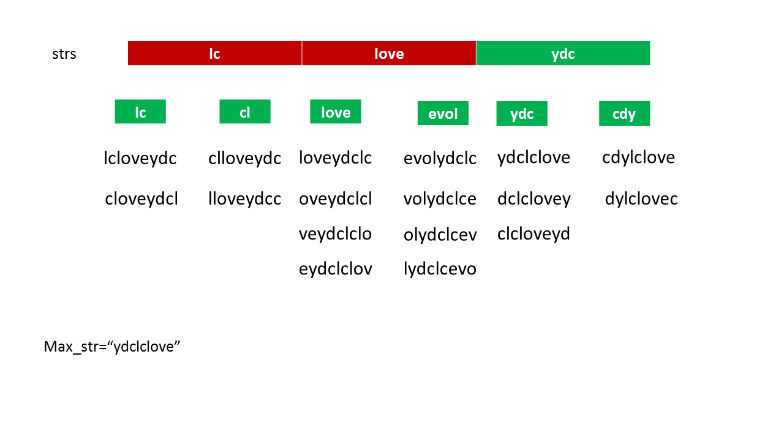 strs lc love ydc
lc cl love evol ydc cdy
lcloveydc clloveydc loveydclc evolydclc ydclclove cdylclove
cloveydcl lloveydcc oveydclcl volydclce dclclovey dylclovec
veydclclo olydclcev clcloveyd
eydclclov lydclcevo
Max_str=“ydclclove”